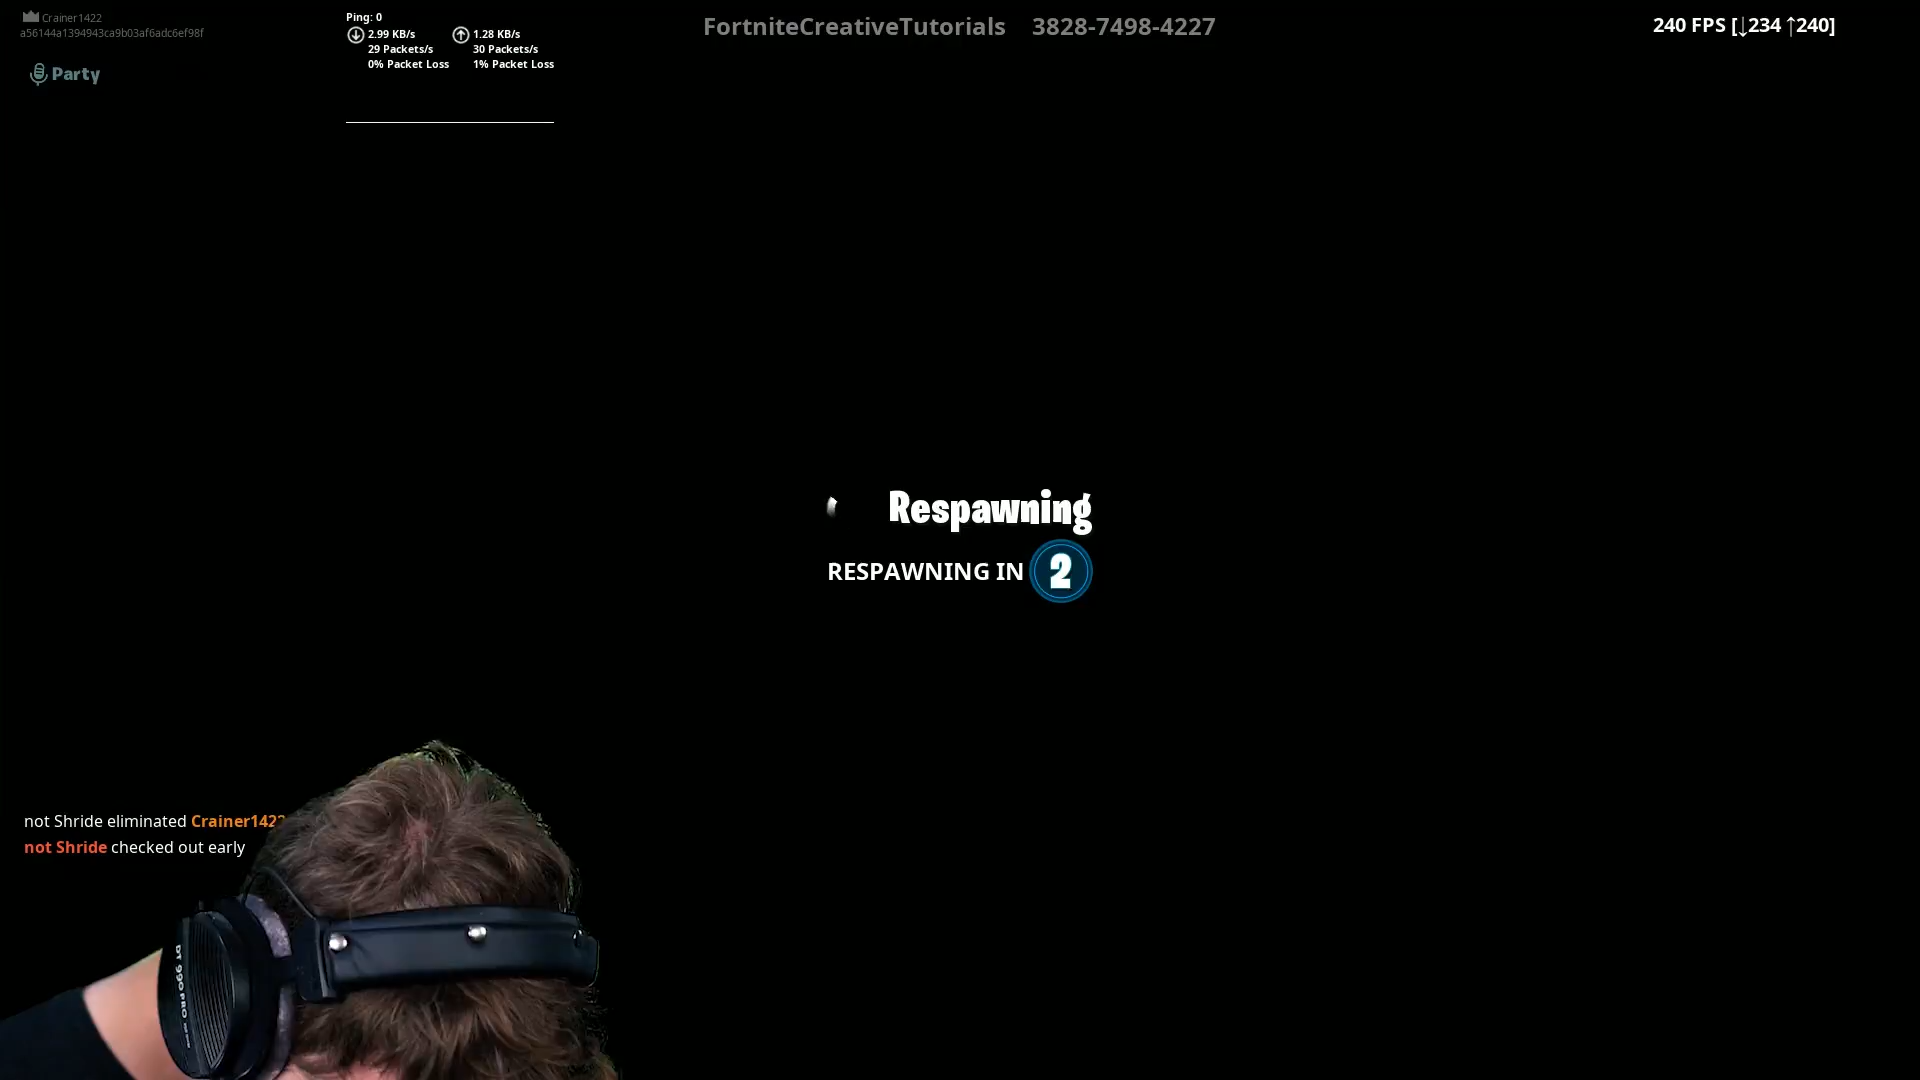 Crainer1422
a56144a1394943ca9b03af6adc6ef98f
Party
Ping: 0
2.99 KB/s 1.28 KB/s
29 Packets/s 30 Packets/s
0% Packet Loss 1% Packet Loss
FortniteCreativeTutorials 3828-7498-4227
240 FPS [↓234 ↑240]
Respawning
RESPAWNING IN 2
not Shride eliminated Crainer1422
not Shride checked out early
DT 990 PRO